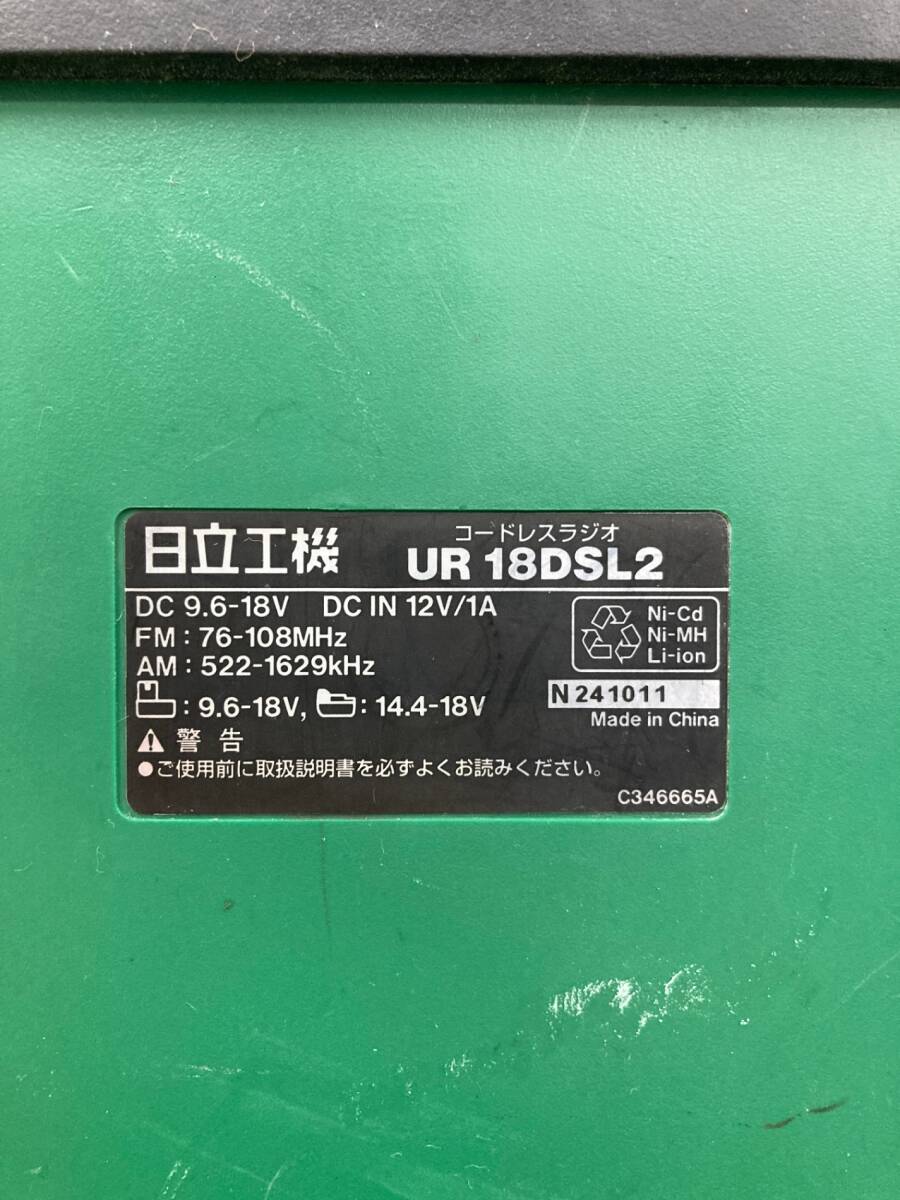 日立工機
コードレスラジオ
UR 18DSL2
DC 9.6-18V DC IN 12V/1A
FM : 76-108MHz
AM : 522-1629kHz
: 9.6-18V, : 14.4-18V
Ni-Cd
Ni-MH
Li-ion
N 241011
Made in China
警告
●ご使用前に取扱説明書を必ずよくお読みください。
C346665A